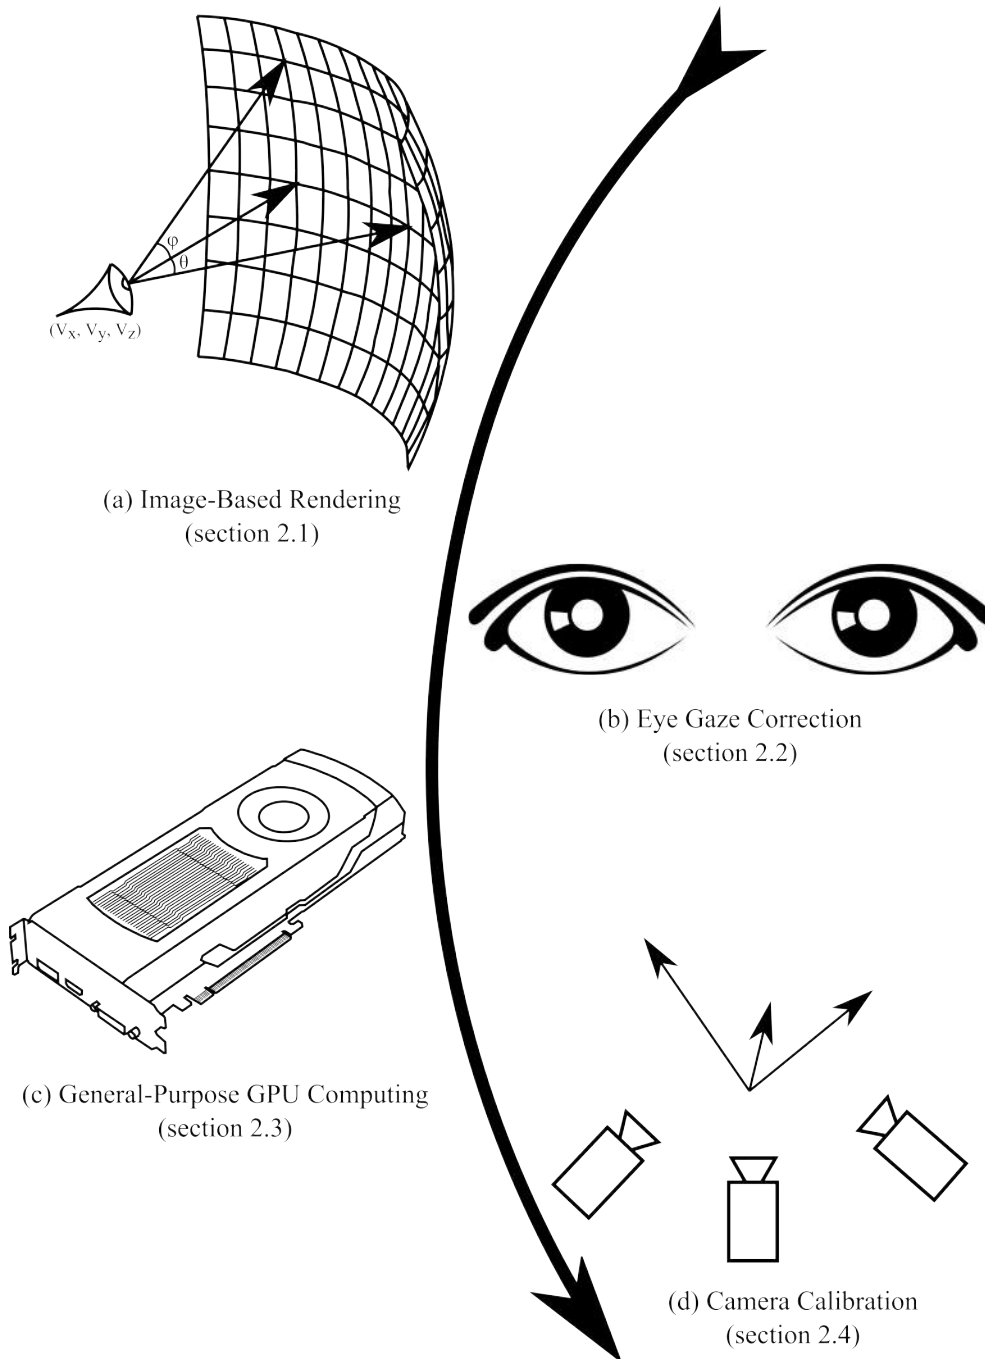 φ
θ
(Vx, Vy, Vz)
(a) Image-Based Rendering
(section 2.1)
(b) Eye Gaze Correction
(section 2.2)
(c) General-Purpose GPU Computing
(section 2.3)
(d) Camera Calibration
(section 2.4)